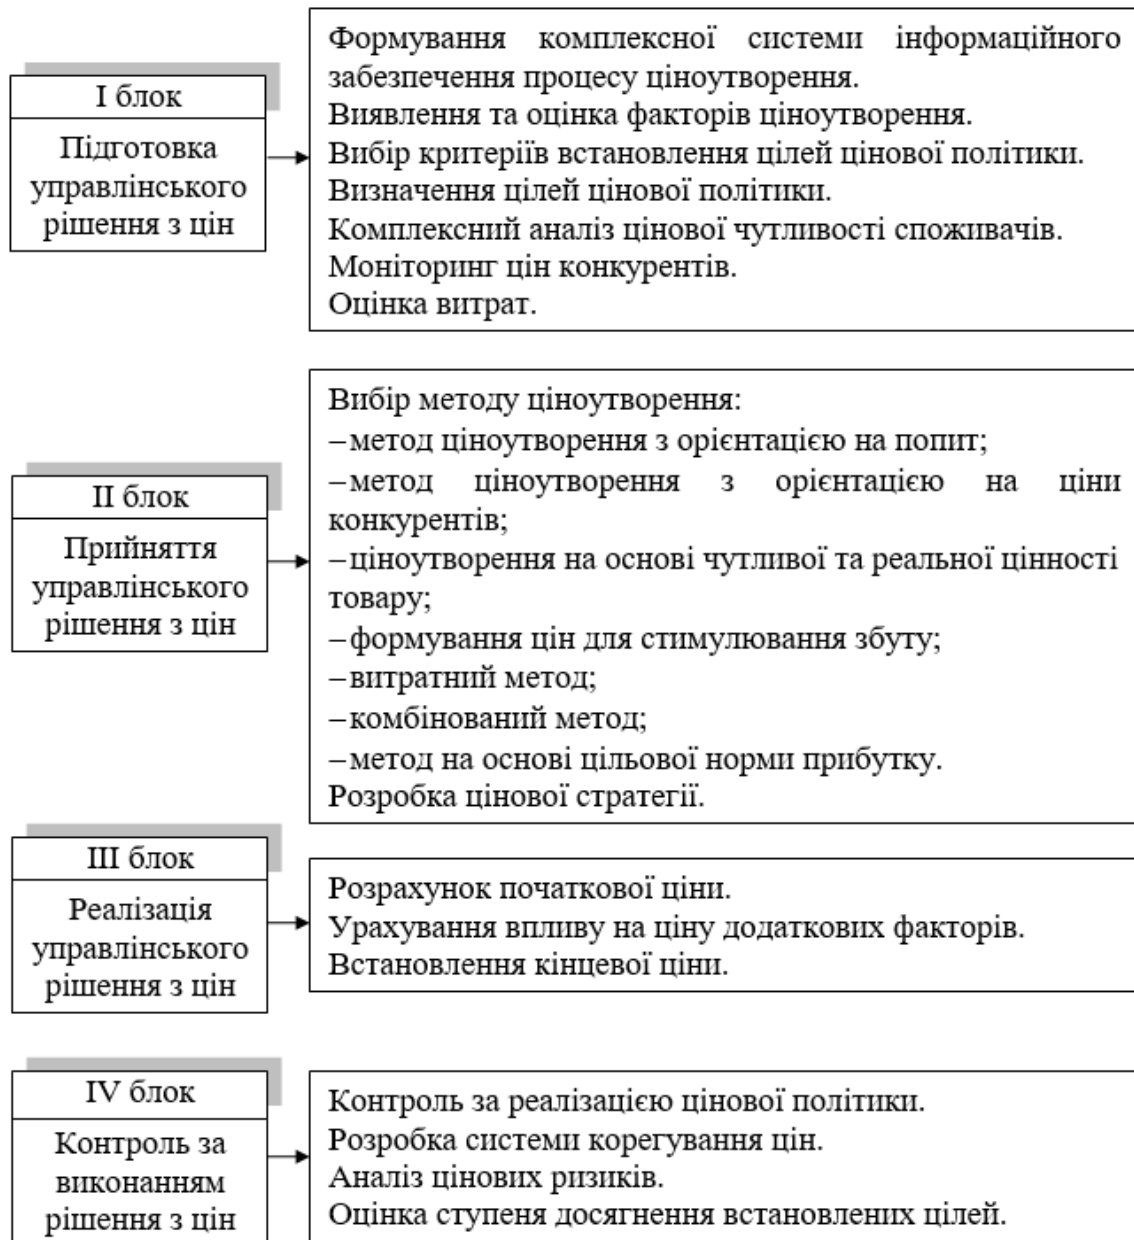 І блок
Підготовка
управлінського
рішення з цін
Формування комплексної системи інформаційного
забезпечення процесу ціноутворення.
Виявлення та оцінка факторів ціноутворення.
Вибір критеріїв встановлення цілей цінової політики.
Визначення цілей цінової політики.
Комплексний аналіз цінової чутливості споживачів.
Моніторинг цін конкурентів.
Оцінка витрат.
ІІ блок
Прийняття
управлінського
рішення з цін
Вибір методу ціноутворення:
–метод ціноутворення з орієнтацією на попит;
–метод ціноутворення з орієнтацією на ціни
конкурентів;
–ціноутворення на основі чутливої та реальної цінності
товару;
–формування цін для стимулювання збуту;
–витратний метод;
–комбінований метод;
–метод на основі цільової норми прибутку.
Розробка цінової стратегії.
ІІІ блок
Реалізація
управлінського
рішення з цін
Розрахунок початкової ціни.
Урахування впливу на ціну додаткових факторів.
Встановлення кінцевої ціни.
IV блок
Контроль за
виконанням
рішення з цін
Контроль за реалізацією цінової політики.
Розробка системи корегування цін.
Аналіз цінових ризиків.
Оцінка ступеня досягнення встановлених цілей.